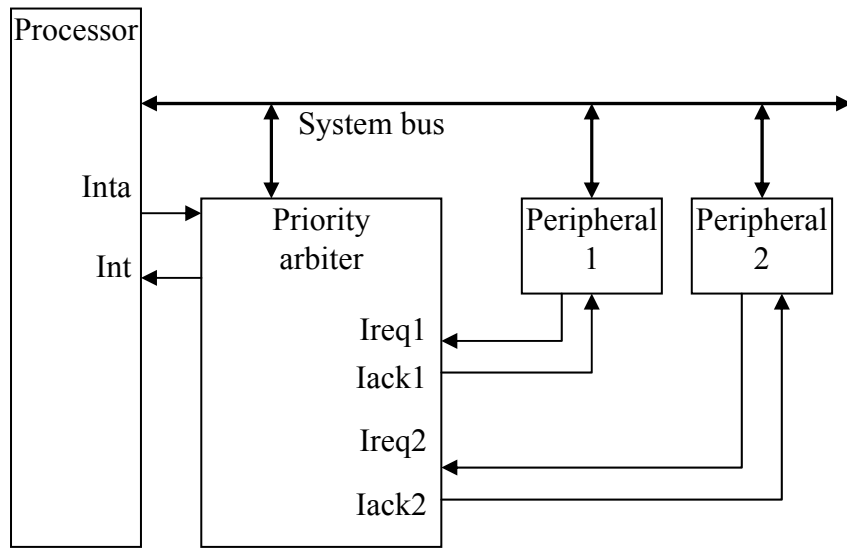 Processor
System bus
Inta
Int
Priority
arbiter
Peripheral
1
Peripheral
2
Ireq1
Iack1
Ireq2
Iack2